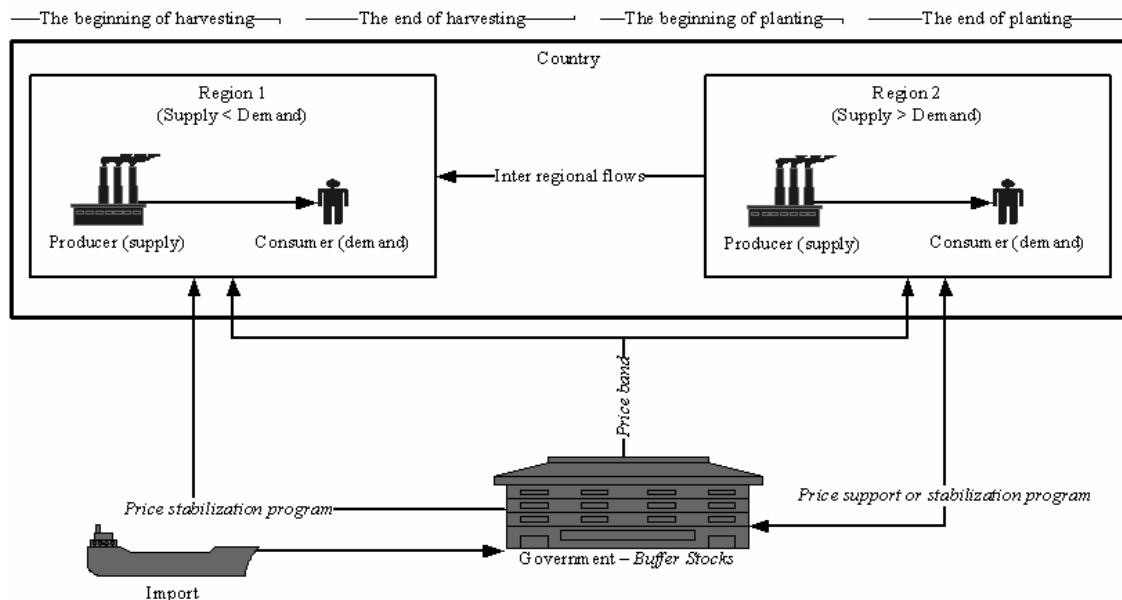 The beginning of harvesting
The end of harvesting
The beginning of planting
The end of planting
Country
Region 1
(Supply < Demand)
Region 2
(Supply > Demand)
Inter regional flows
Producer (supply)
Consumer (demand)
Producer (supply)
Consumer (demand)
Price band
Price stabilization program
Price support or stabilization program
Government – Buffer Stocks
Import